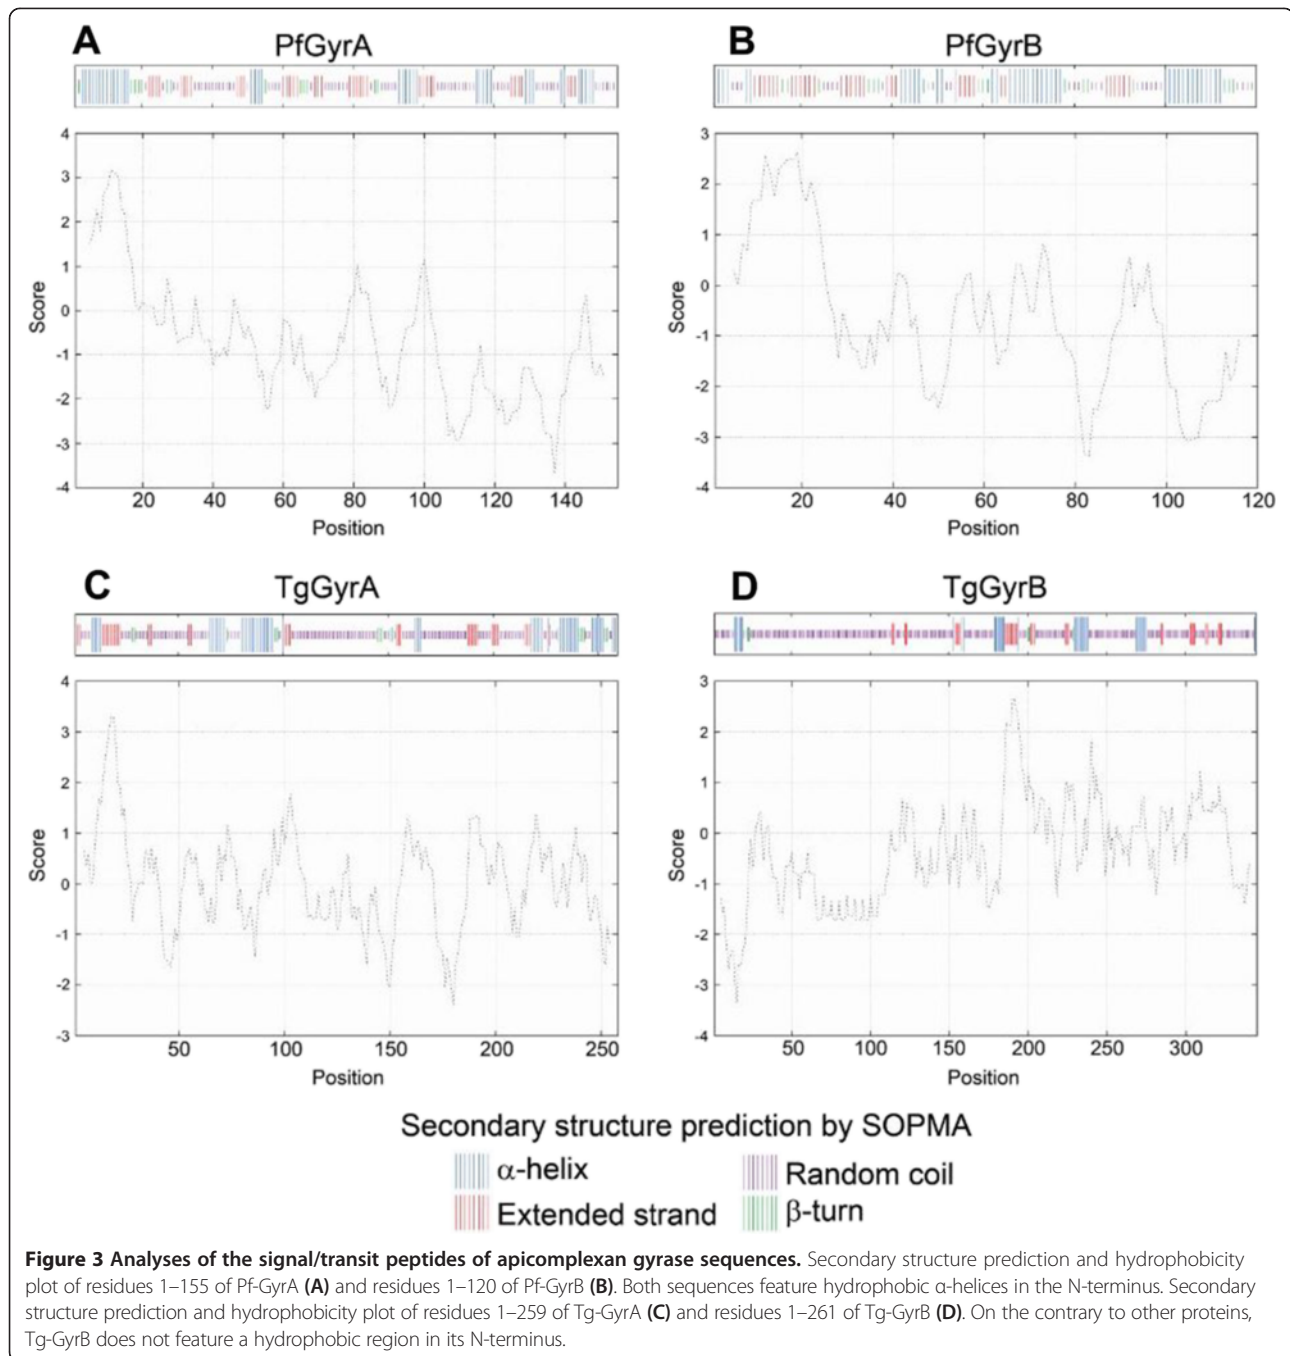 A PfGyrA
B PfGyrB
4
3
2
1
0
-1
-2
-3
-4
Score
20 40 60 80 100 120 140
Position
3
2
1
0
-1
-2
-3
-4
Score
20 40 60 80 100 120
Position
C TgGyrA
D TgGyrB
4
3
2
1
0
-1
-2
-3
Score
50 100 150 200 250
Position
3
2
1
0
-1
-2
-3
-4
Score
50 100 150 200 250 300
Position
Secondary structure prediction by SOPMA
α-helix
Random coil
Extended strand
β-turn
Figure 3 Analyses of the signal/transit peptides of apicomplexan gyrase sequences. Secondary structure prediction and hydrophobicity
plot of residues 1–155 of Pf-GyrA (A) and residues 1–120 of Pf-GyrB (B). Both sequences feature hydrophobic α-helices in the N-terminus. Secondary
structure prediction and hydrophobicity plot of residues 1–259 of Tg-GyrA (C) and residues 1–261 of Tg-GyrB (D). On the contrary to other proteins,
Tg-GyrB does not feature a hydrophobic region in its N-terminus.